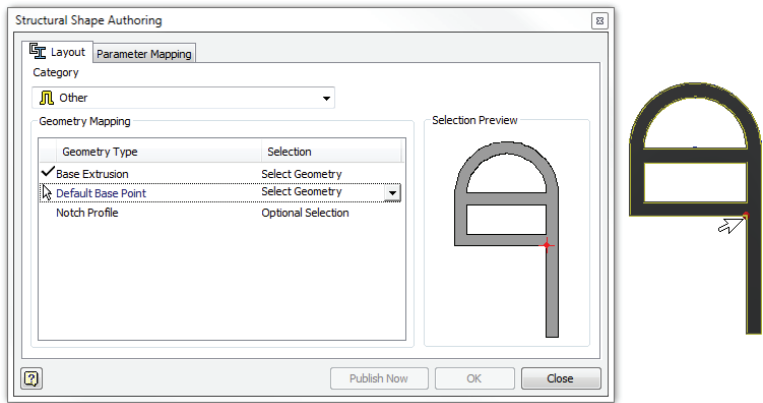 Structural Shape Authoring
Layout
Parameter Mapping
Category
Other
Geometry Mapping
Selection Preview
Geometry Type Selection
Base Extrusion Select Geometry
Default Base Point Select Geometry
Notch Profile Optional Selection
Publish Now OK Close